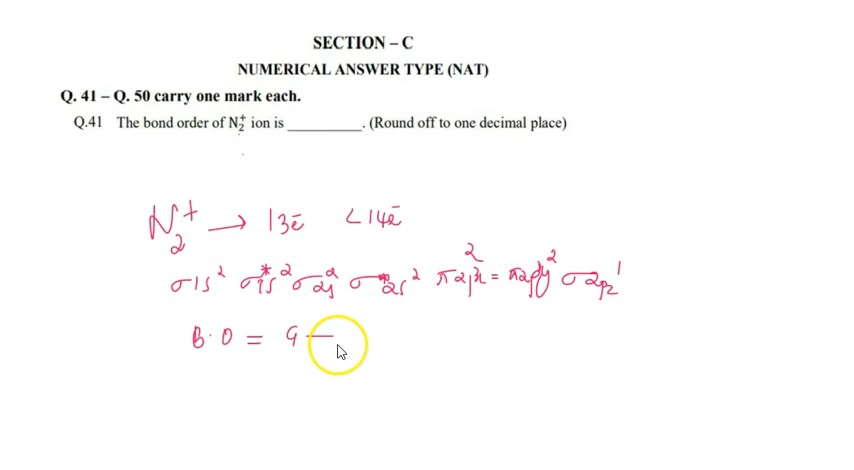 SECTION – C
NUMERICAL ANSWER TYPE (NAT)
Q. 41 – Q. 50 carry one mark each.
Q.41 The bond order of N₂⁺ ion is __________. (Round off to one decimal place)
N₂⁺ → 13ē <14ē
σ1s² σ*1s² σ2s² σ*2s² π2px² = π2py² σ2pz¹
B.O = 9 —